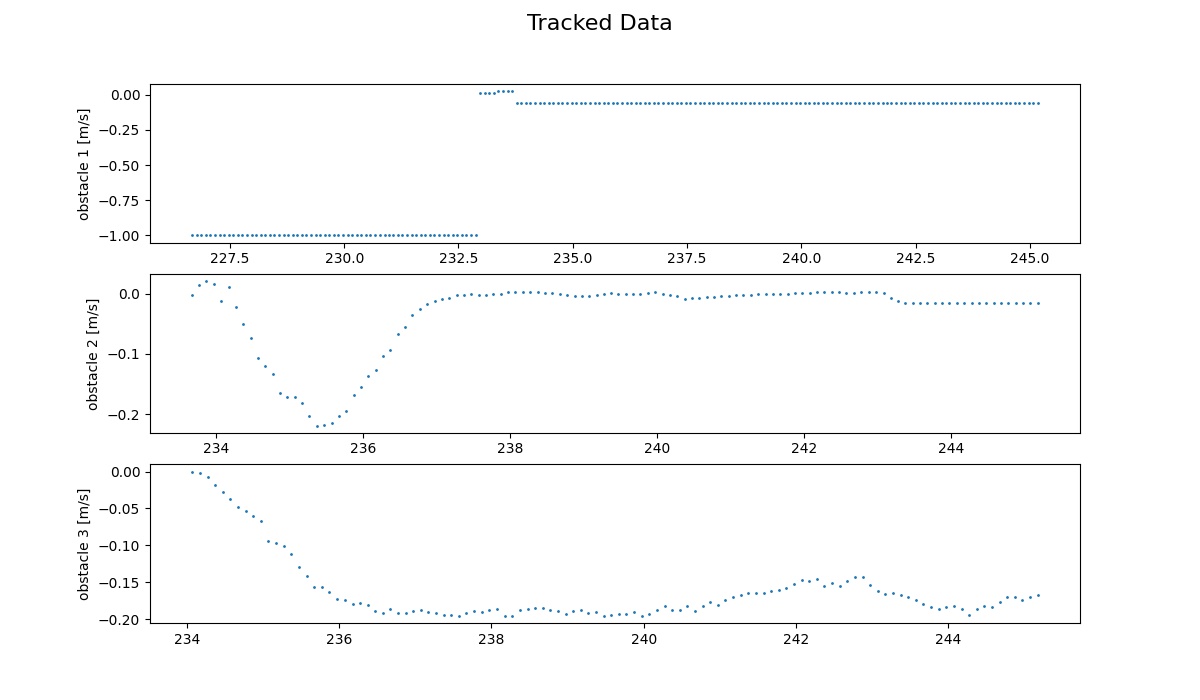 Tracked Data
obstacle 1 [m/s]
0.00
−0.25
−0.50
−0.75
−1.00
227.5 230.0 232.5 235.0 237.5 240.0 242.5 245.0
obstacle 2 [m/s]
0.0
−0.1
−0.2
234 236 238 240 242 244
obstacle 3 [m/s]
0.00
−0.05
−0.10
−0.15
−0.20
234 236 238 240 242 244